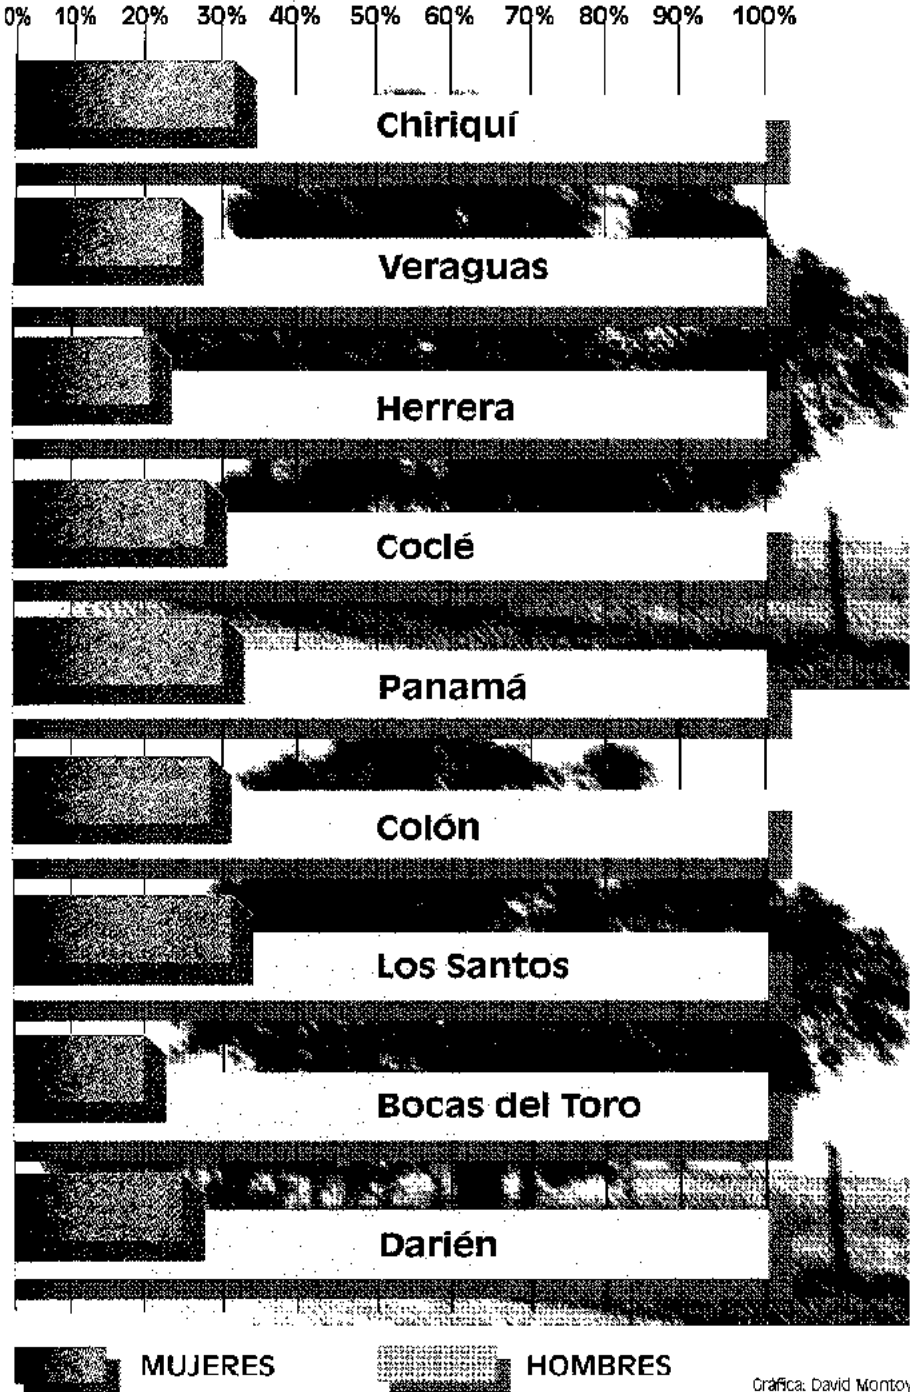 0% 10% 20% 30% 40% 50% 60% 70% 80% 90% 100%
Chiriquí
Veraguas
Herrera
Coclé
Panamá
Colón
Los Santos
Bocas del Toro
Darién
MUJERES HOMBRES
Gráfica: David